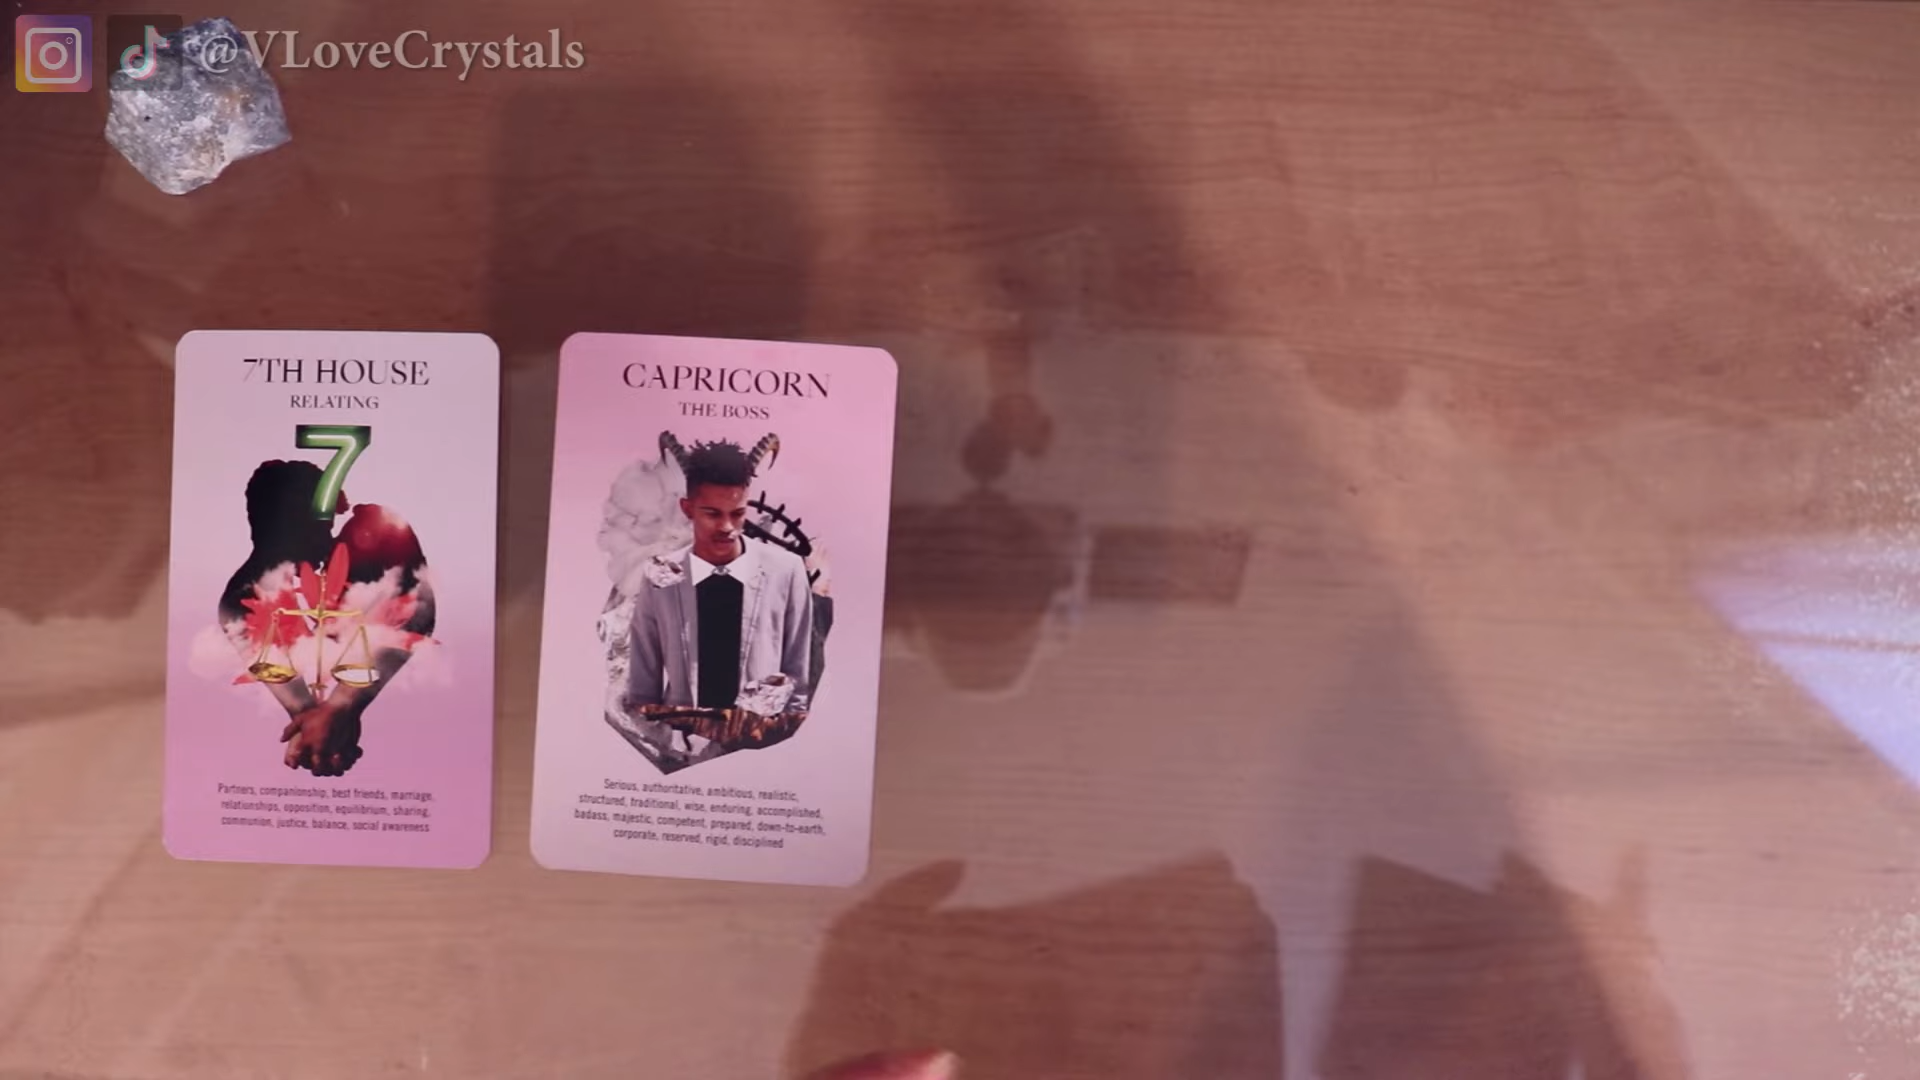 @VLoveCrystals
7TH HOUSE
RELATING
7
Partners, companionship, best friends, marriage,
relationships, opposition, equilibrium, sharing,
communion, justice, balance, social awareness
CAPRICORN
THE BOSS
Serious, authoritative, ambitious, realistic,
structured, traditional, wise, enduring, accomplished,
badass, majestic, competent, prepared, down-to-earth,
corporate, reserved, rigid, disciplined